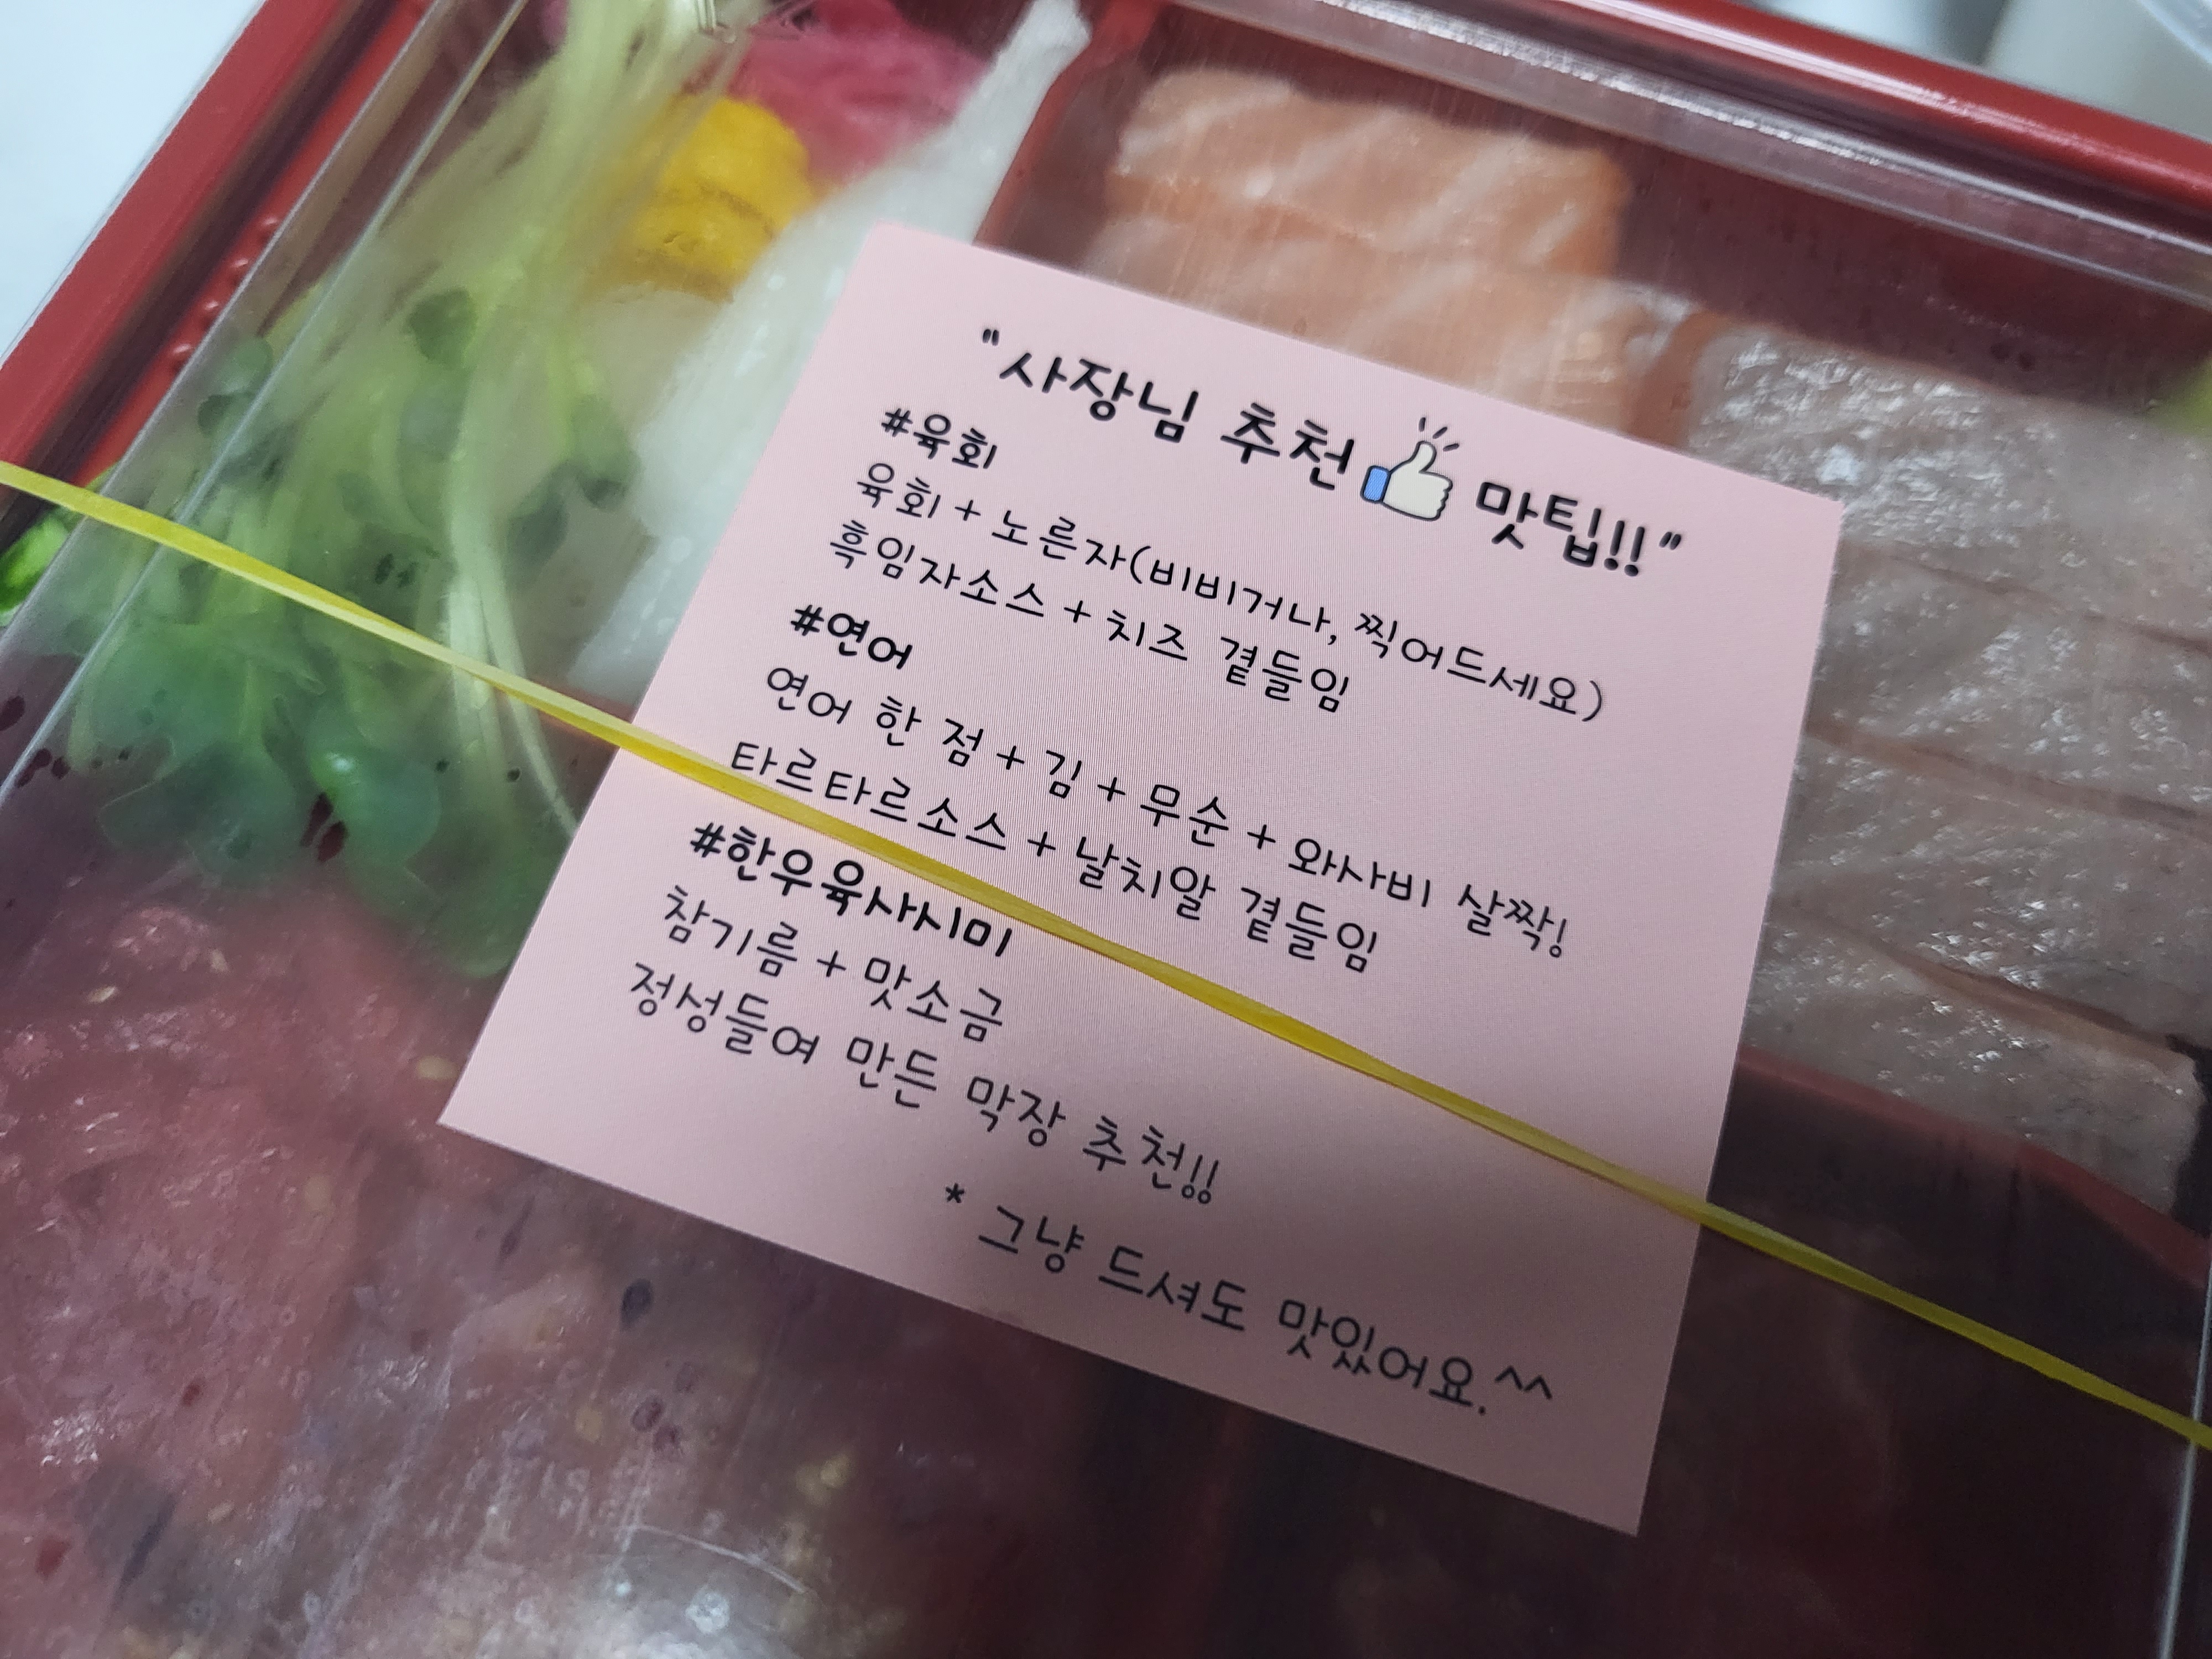 "사장님 추천 맛팁!!"
#육회
육회 + 노른자(비비거나, 찍어드세요)
흑임자소스 + 치즈 곁들임
#연어
연어 한 점 + 김 + 무순 + 와사비 살짝!
타르타르소스 + 날치알 곁들임
#한우육사시미
참기름 + 맛소금
정성들여 만든 막장 추천!!
* 그냥 드셔도 맛있어요.^^